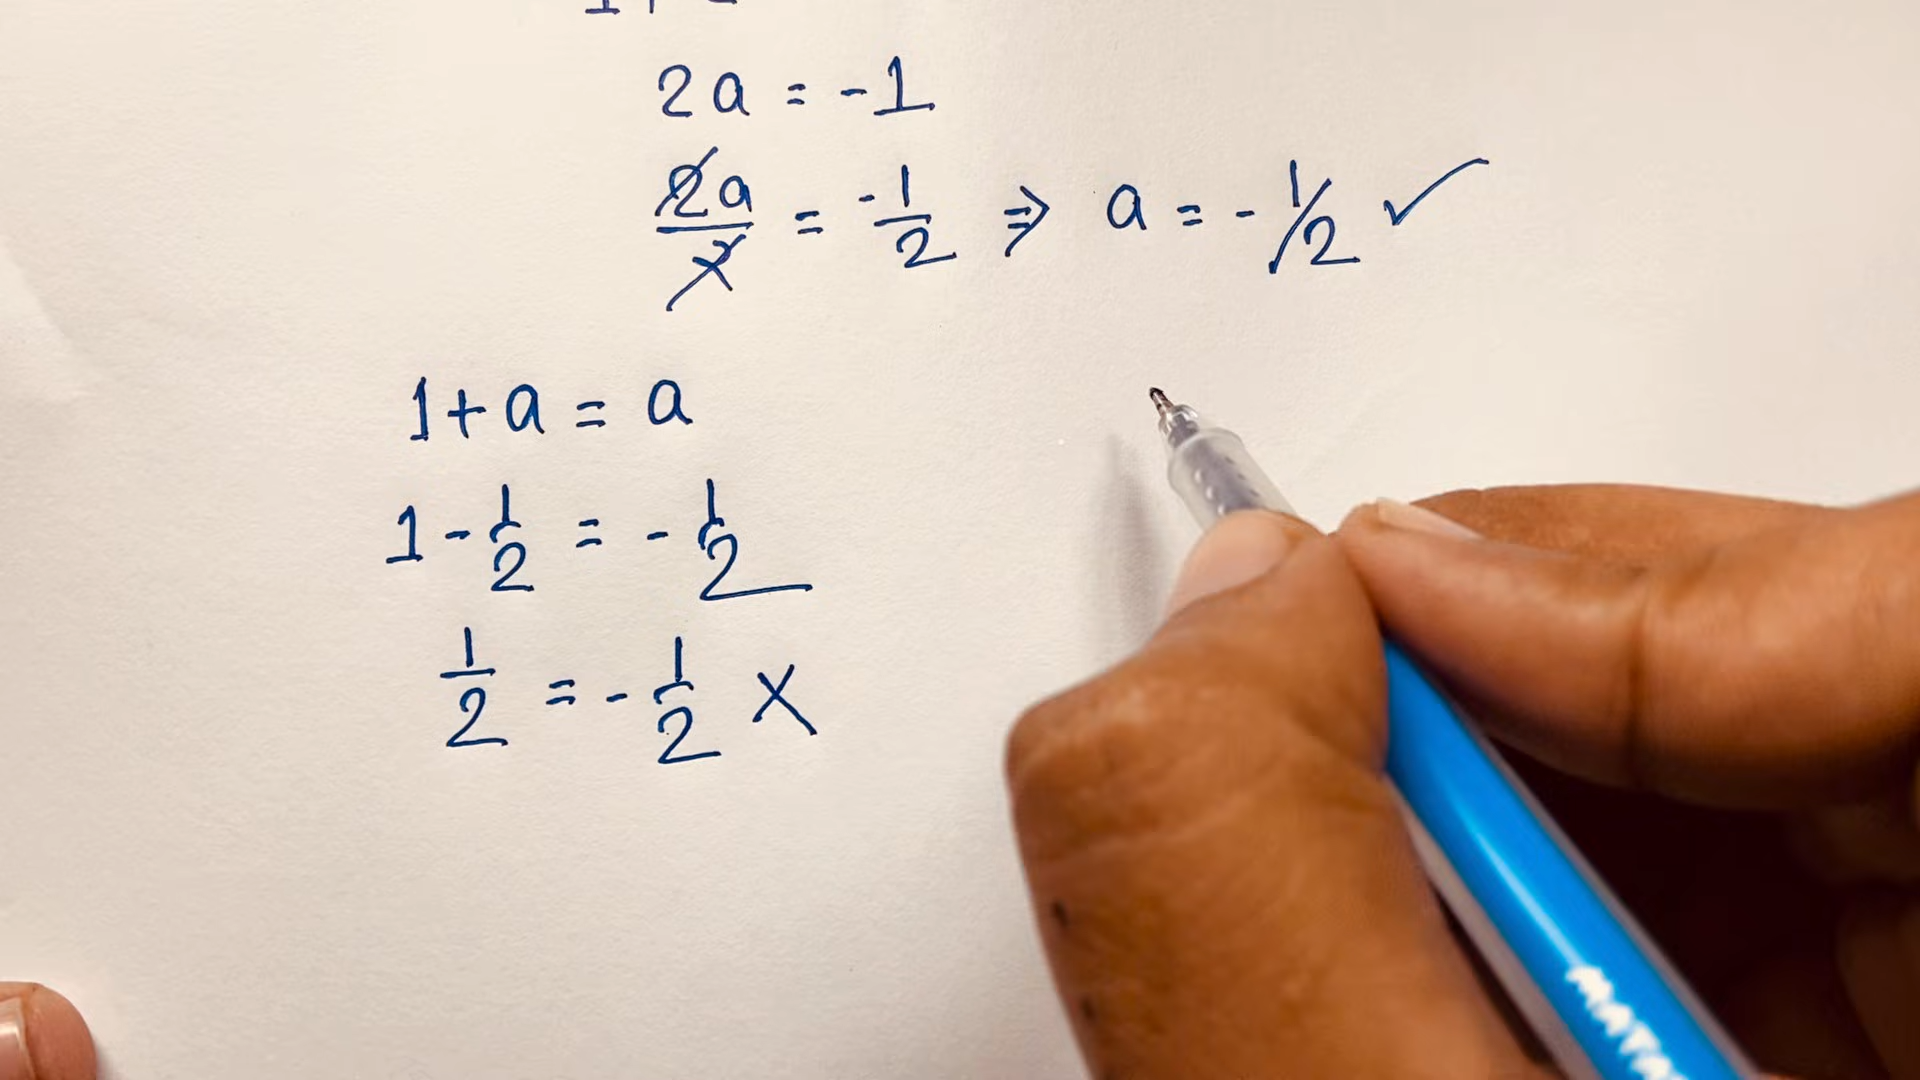 2a = -1
2a/2 = -1/2 ⇒ a = -1/2 ✓
1+a = a
1 - 1/2 = - 1/2
1/2 = - 1/2 X